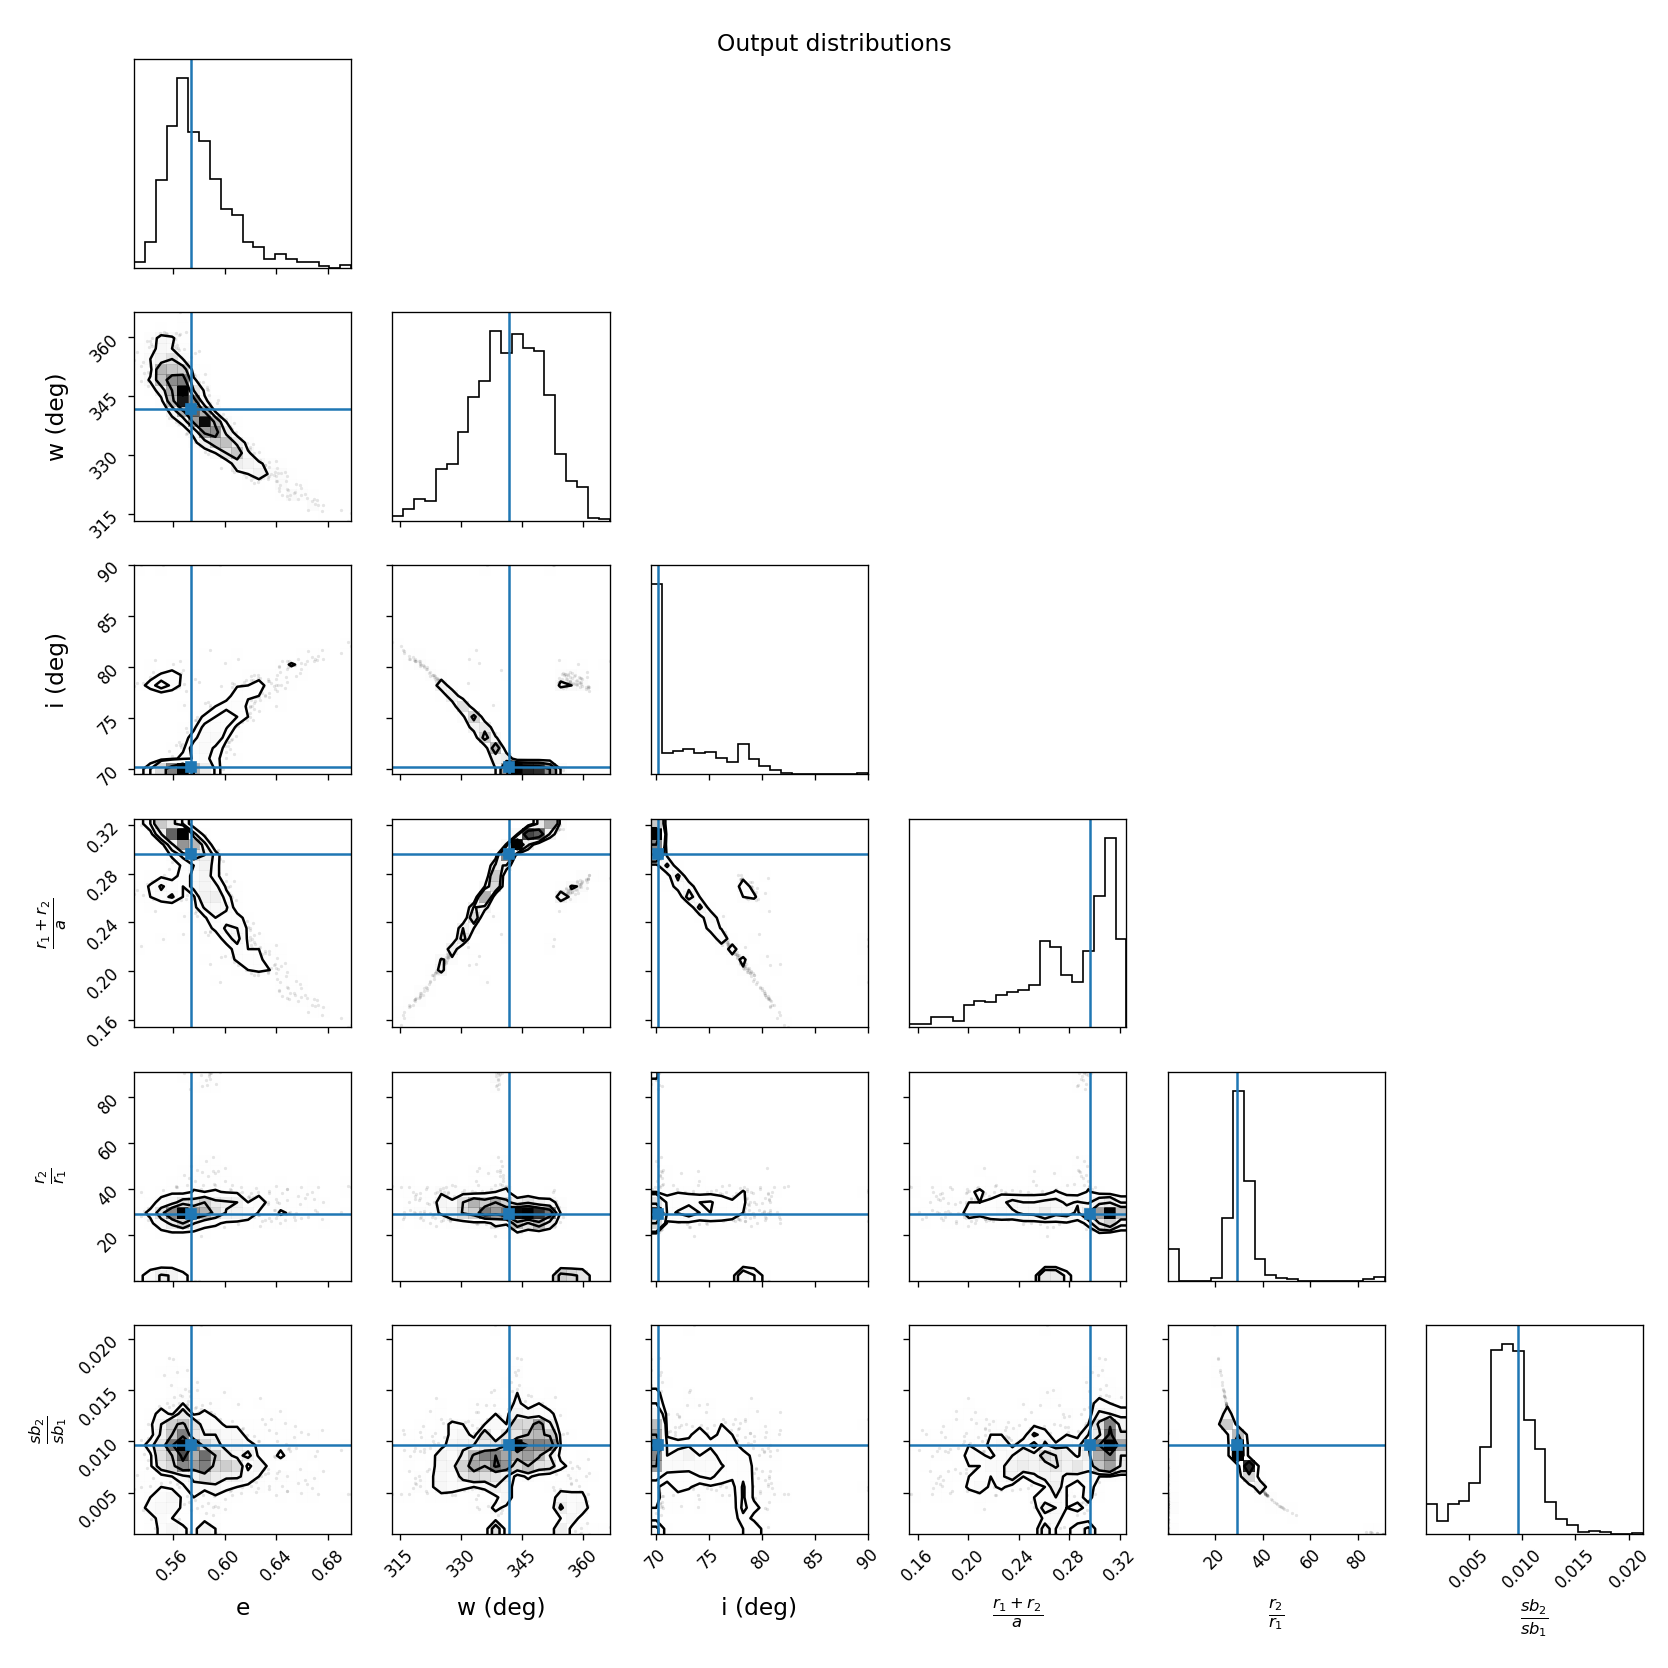 Output distributions
w (deg)
360
345
330
315
i (deg)
90
85
80
75
70
r₁ + r₂
a
0.32
0.28
0.24
0.20
0.16
r₂
r₁
80
60
40
20
sb₂
sb₁
0.020
0.015
0.010
0.005
0.56 0.60 0.64 0.68
315 330 345 360
70 75 80 85 90
0.16 0.20 0.24 0.28 0.32
20 40 60 80
0.005 0.010 0.015 0.020
e
w (deg)
i (deg)
r₁ + r₂
a
r₂
r₁
sb₂
sb₁